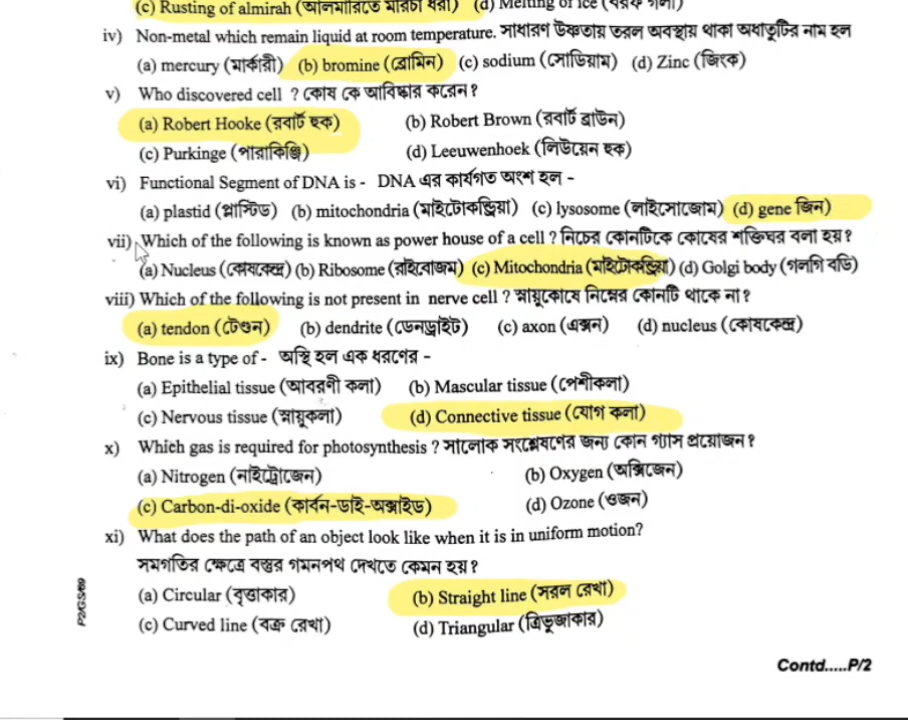 (c) Rusting of almirah (আলমারিতে মরিচা ধরা) (d) Melting of ice (বরফ গলা)
iv) Non-metal which remain liquid at room temperature. সাধারণ উষ্ণতায় তরল অবস্থায় থাকা অধাতুটির নাম হল
(a) mercury (মার্কারী) (b) bromine (ব্রোমিন) (c) sodium (সোডিয়াম) (d) Zinc (জিংক)
v) Who discovered cell ? কোষ কে আবিষ্কার করেন ?
(a) Robert Hooke (রবার্ট হুক) (b) Robert Brown (রবার্ট ব্রাউন)
(c) Purkinge (পারাকিঞ্জি) (d) Leeuwenhoek (লিউয়েন হুক)
vi) Functional Segment of DNA is - DNA এর কার্যগত অংশ হল -
(a) plastid (প্লাস্টিড) (b) mitochondria (মাইটোকন্ড্রিয়া) (c) lysosome (লাইসোজোম) (d) gene জিন)
vii) Which of the following is known as power house of a cell ? নিচের কোনটিকে কোষের শক্তিঘর বলা হয় ?
(a) Nucleus (কোষকেন্দ্র) (b) Ribosome (রাইবোজম) (c) Mitochondria (মাইটোকন্ড্রিয়া) (d) Golgi body (গলগি বডি)
viii) Which of the following is not present in nerve cell ? স্নায়ুকোষে নিম্নের কোনটি থাকে না ?
(a) tendon (টেণ্ডন) (b) dendrite (ডেনড্রাইট) (c) axon (এক্সন) (d) nucleus (কোষকেন্দ্র)
ix) Bone is a type of - অস্থি হল এক ধরণের -
(a) Epithelial tissue (আবরণী কলা) (b) Mascular tissue (পেশীকলা)
(c) Nervous tissue (স্নায়ুকলা) (d) Connective tissue (যোগ কলা)
x) Which gas is required for photosynthesis ? সালোক সংশ্লেষণের জন্য কোন গ্যাস প্রয়োজন ?
(a) Nitrogen (নাইট্রোজেন) (b) Oxygen (অক্সিজেন)
(c) Carbon-di-oxide (কার্বন-ডাই-অক্সাইড) (d) Ozone (ওজন)
xi) What does the path of an object look like when it is in uniform motion?
সমগতির ক্ষেত্রে বস্তুর গমনপথ দেখতে কেমন হয় ?
(a) Circular (বৃত্তাকার) (b) Straight line (সরল রেখা)
(c) Curved line (বক্র রেখা) (d) Triangular (ত্রিভুজাকার)
P2/GS/69
Contd.....P/2